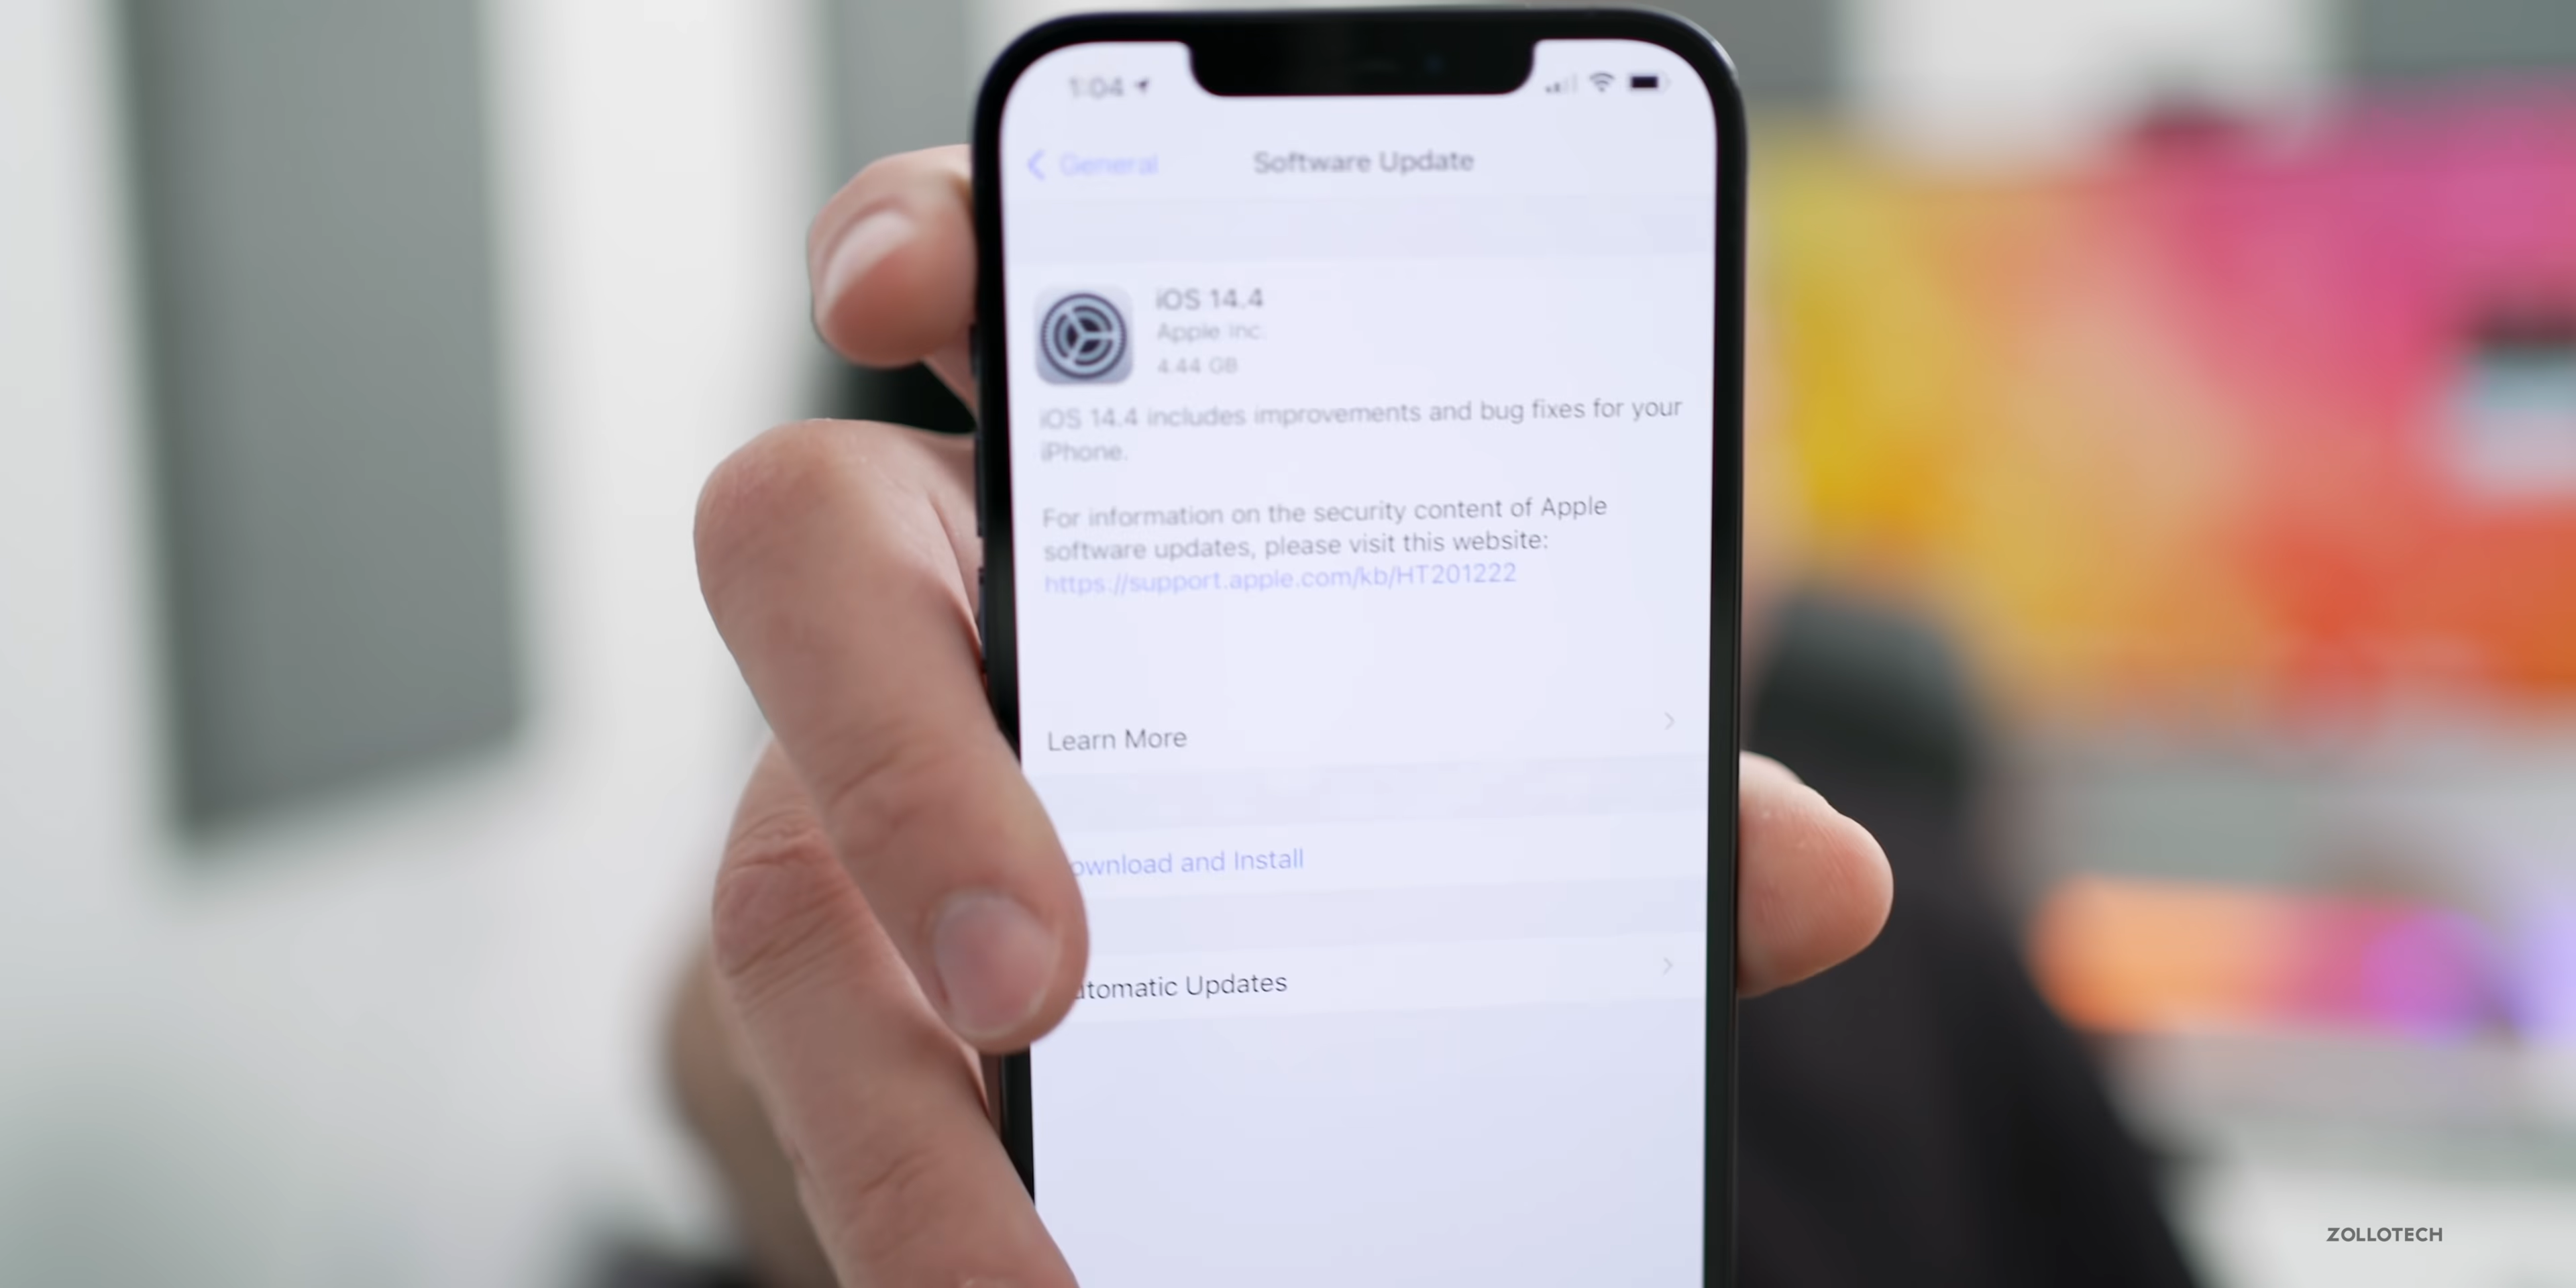 1:04
General
Software Update
iOS 14.4
Apple Inc.
4.44 GB
iOS 14.4 includes improvements and bug fixes for your
iPhone.
For information on the security content of Apple
software updates, please visit this website:
https://support.apple.com/kb/HT201222
Learn More
ownload and Install
utomatic Updates
ZOLLOTECH